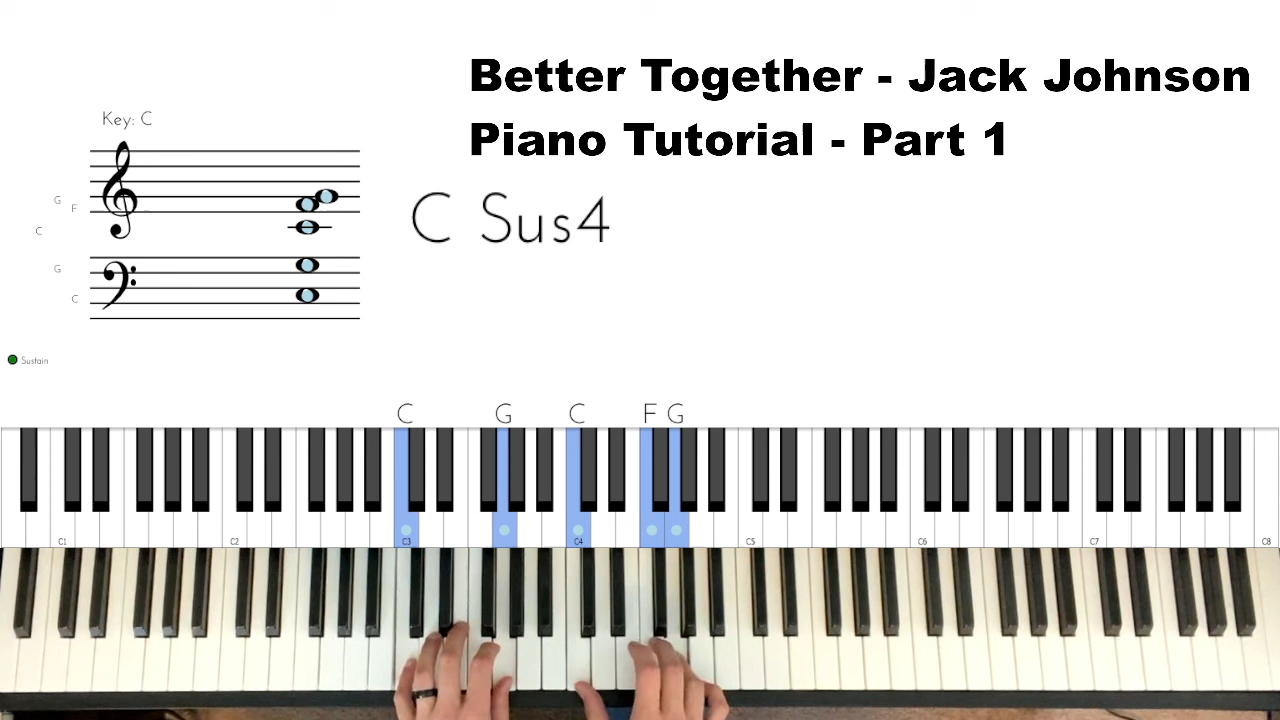 Better Together - Jack Johnson
Piano Tutorial - Part 1
Key: C
C Sus4
G
F
C
G
C
Sustain
C G C F G
C1 C2 C3 C4 C5 C6 C7 C8